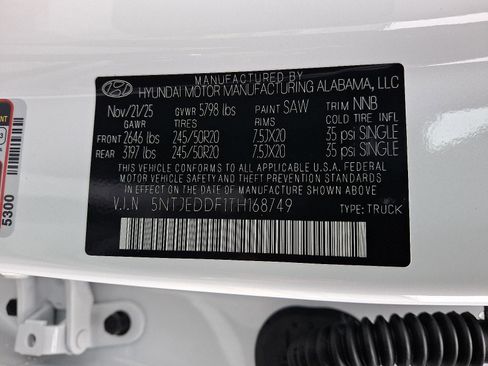 MANUFACTURED BY
HYUNDAI MOTOR MANUFACTURING ALABAMA, LLC
Nov/21/25 GVWR 5798 lbs PAINT SAW TRIM NNB
GAWR TIRES RIMS COLD TIRE INFL
FRONT 2646 lbs 245/50R20 7.5JX20 35 psi SINGLE
REAR 3197 lbs 245/50R20 7.5JX20 35 psi SINGLE
THIS VEHICLE CONFORMS TO ALL APPLICABLE U.S.A. FEDERAL
MOTOR VEHICLE SAFETY AND BUMPER STANDARDS
IN EFFECT ON THE DATE OF MANUFACTURE SHOWN ABOVE.
V.I.N 5NTJEDDF1TH168749 TYPE: TRUCK
5300